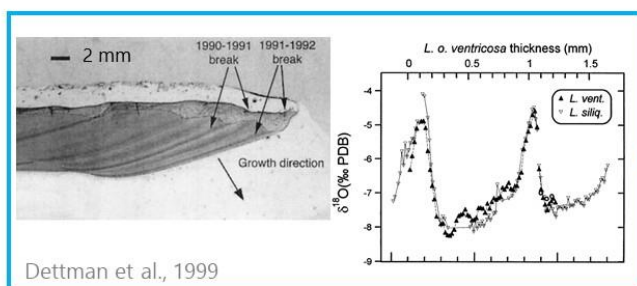 2 mm
1990-1991
break
1991-1992
break
Growth direction
Dettman et al., 1999
L. o. ventricosa thickness (mm)
0 0.5 1 1.5
-4
-5
-6
-7
-8
-9
δ¹⁸O(‰ PDB)
L. vent.
L. siliq.